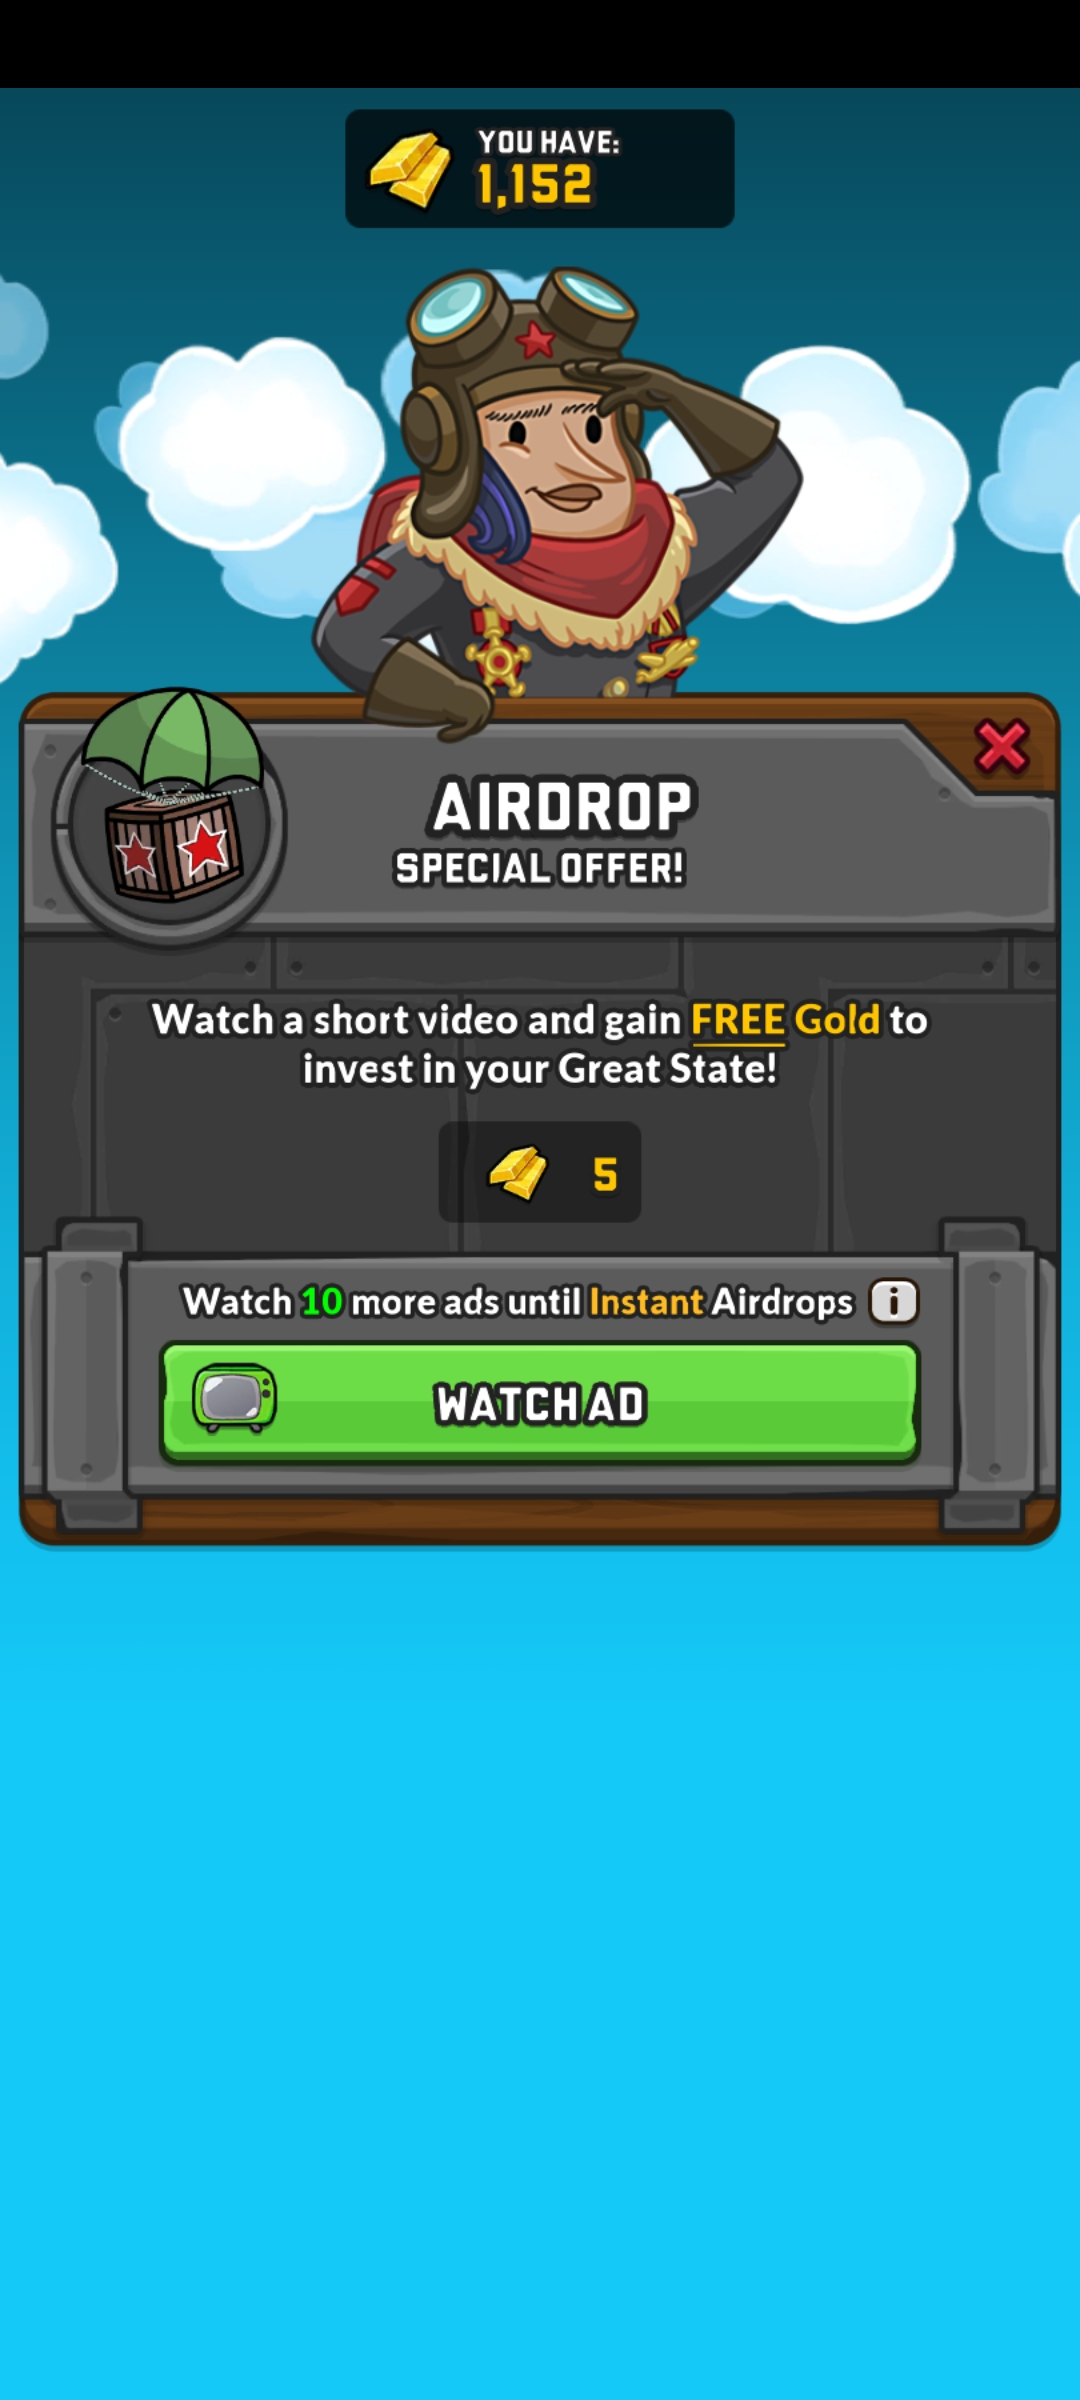 YOU HAVE:
1,152
AIRDROP
SPECIAL OFFER!
Watch a short video and gain FREE Gold to
invest in your Great State!
5
Watch 10 more ads until Instant Airdrops i
WATCH AD